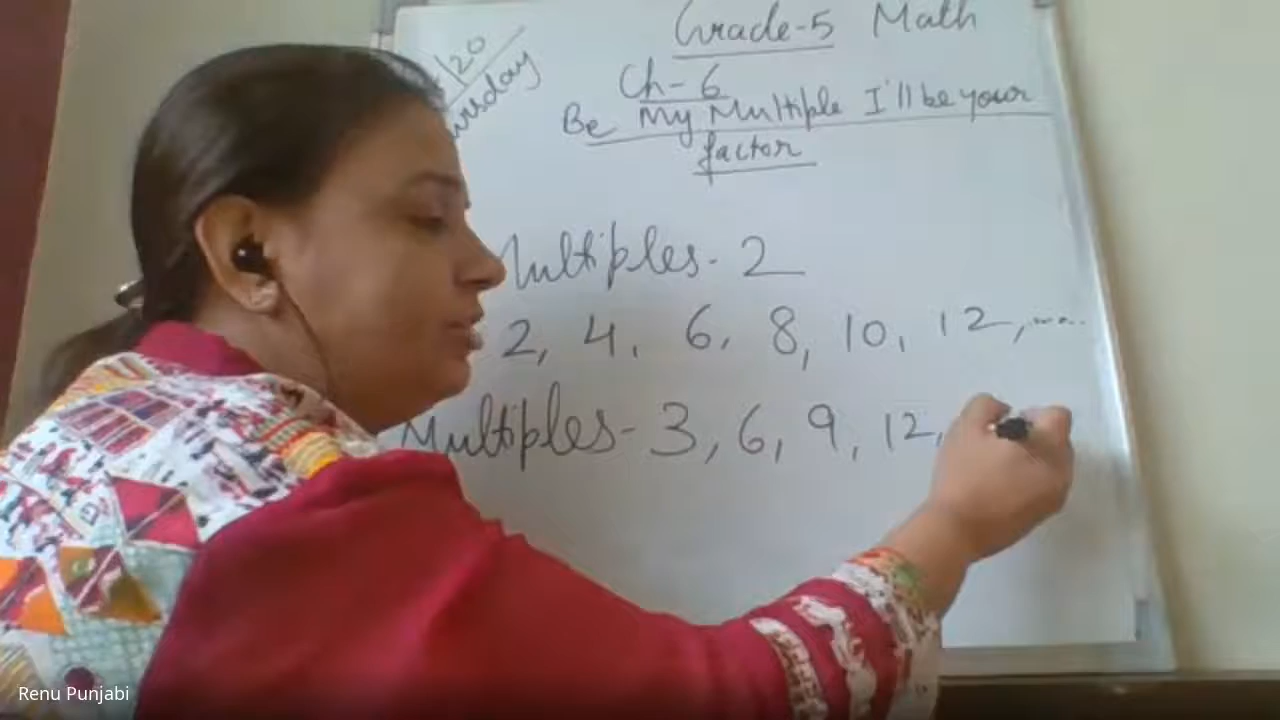 20
Grade-5 Math
Ch-6
Be My Multiple I'll be your
factor
Multiples - 2
2, 4, 6, 8, 10, 12, ....
Multiples - 3, 6, 9, 12,
Renu Punjabi